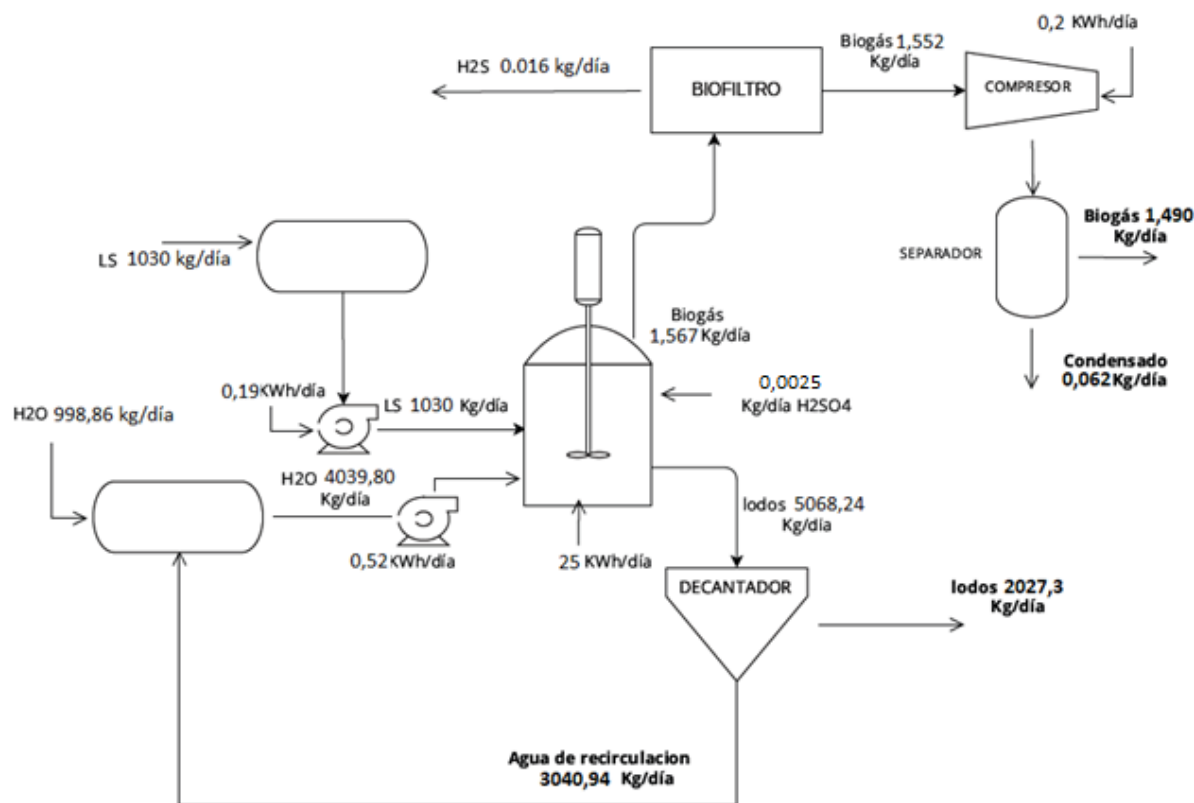 0,2 KWh/día
Biogás 1,552
Kg/día
H2S 0.016 kg/día
BIOFILTRO
COMPRESOR
LS 1030 kg/día
SEPARADOR
Biogás 1,490
Kg/día
Biogás
1,567 Kg/día
Condensado
0,062Kg/día
0,0025
Kg/día H2SO4
0,19KWh/día
LS 1030 Kg/día
H2O 998,86 kg/día
H2O 4039,80
Kg/día
0,52KWh/día
25 KWh/día
lodos 5068,24
Kg/día
DECANTADOR
lodos 2027,3
Kg/día
Agua de recirculacion
3040,94 Kg/día